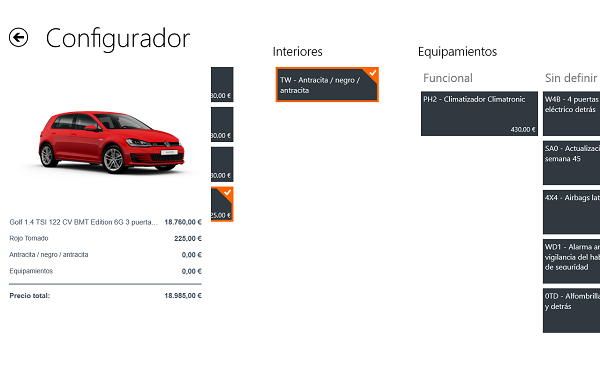 Configurador
30,00 €
30,00 €
30,00 €
25,00 €
Golf 1.4 TSI 122 CV BMT Edition 6G 3 puerta... 18.760,00 €
Rojo Tornado 225,00 €
Antracita / negro / antracita 0,00 €
Equipamientos 0,00 €
Precio total: 18.985,00 €
Interiores
TW - Antracita / negro /
antracita
Equipamientos
Funcional
PH2 - Climatizador Climatronic
430,00 €
Sin definir
W4B - 4 puertas
eléctrico detrás
SA0 - Actualizaci
semana 45
4X4 - Airbags lat
WD1 - Alarma an
vigilancia del hab
de seguridad
0TD - Alfombrilla
y detrás